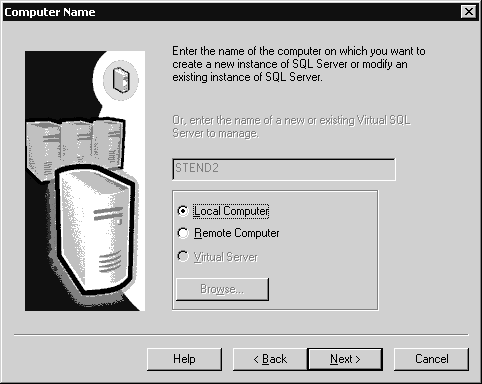 Computer Name
Enter the name of the computer on which you want to
create a new instance of SQL Server or modify an
existing instance of SQL Server.
Or, enter the name of a new or existing Virtual SQL
Server to manage.
STEND2
Local Computer
Remote Computer
Virtual Server
Browse...
Help
< Back
Next >
Cancel